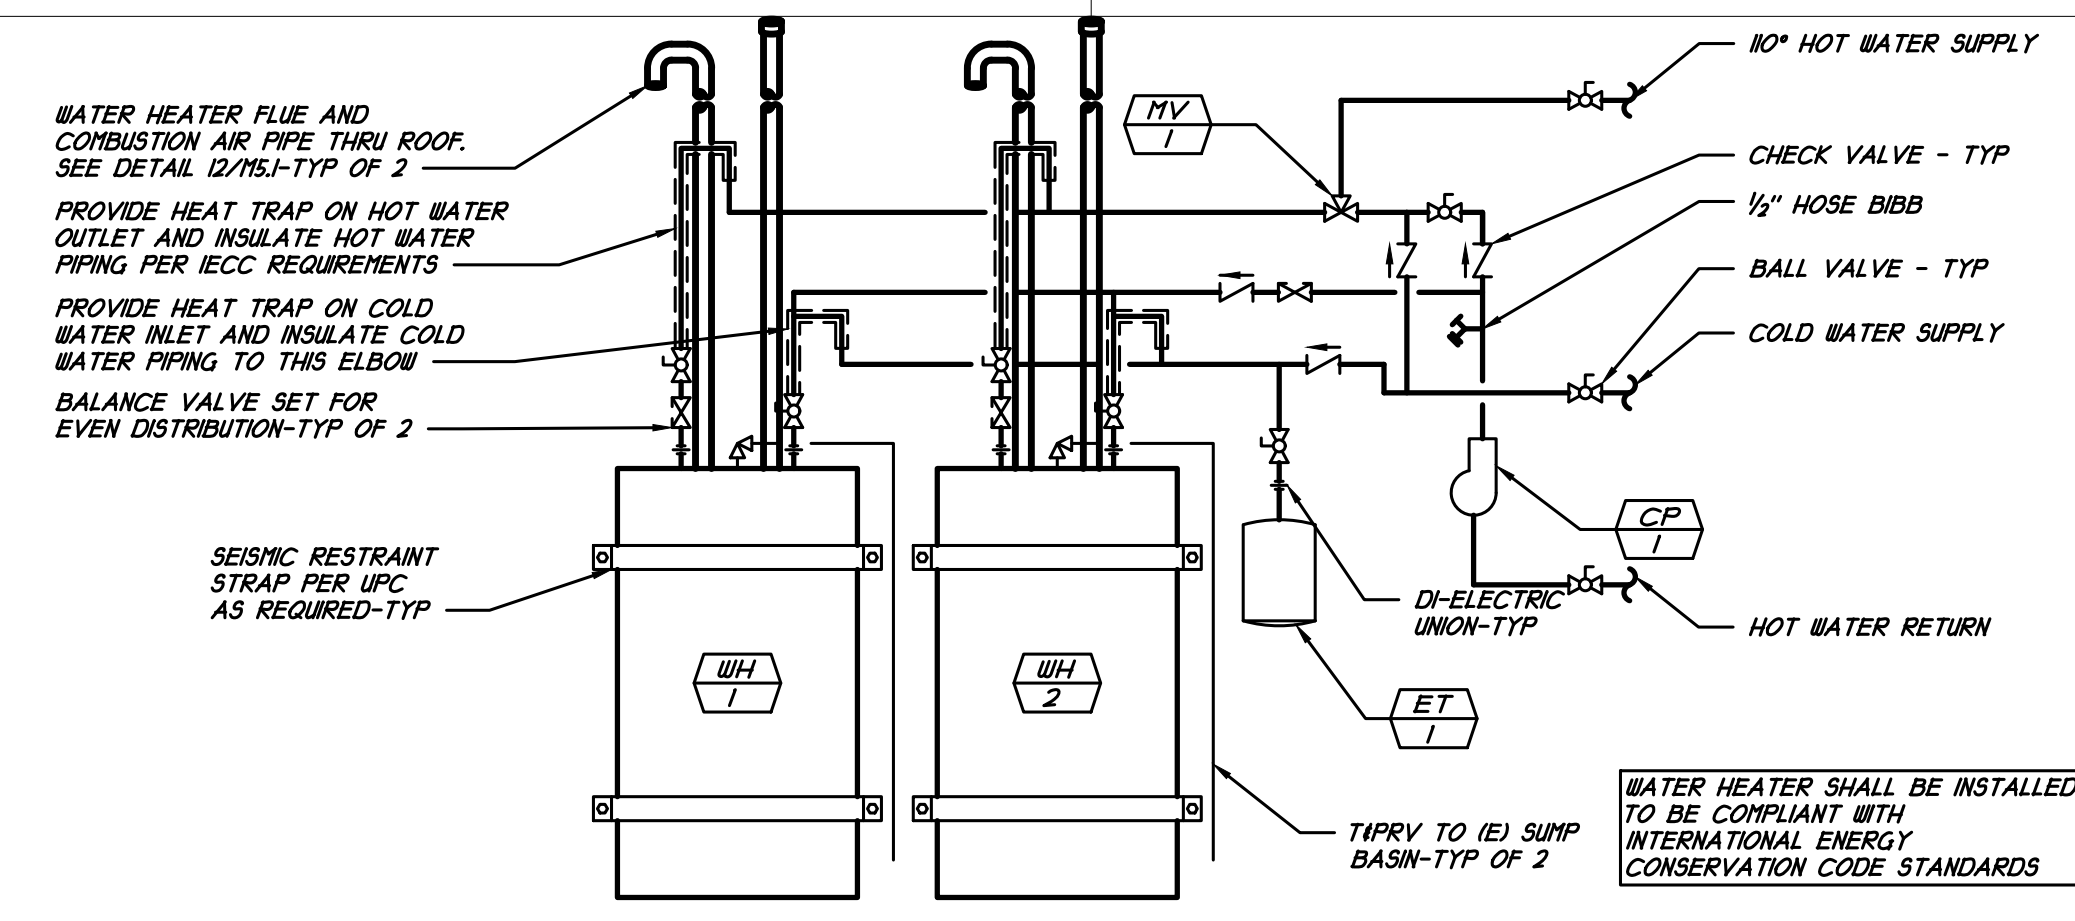 WATER HEATER FLUE AND
COMBUSTION AIR PIPE THRU ROOF.
SEE DETAIL 12/M5.1-TYP OF 2
PROVIDE HEAT TRAP ON HOT WATER
OUTLET AND INSULATE HOT WATER
PIPING PER IECC REQUIREMENTS
PROVIDE HEAT TRAP ON COLD
WATER INLET AND INSULATE COLD
WATER PIPING TO THIS ELBOW
BALANCE VALVE SET FOR
EVEN DISTRIBUTION-TYP OF 2
SEISMIC RESTRAINT
STRAP PER UPC
AS REQUIRED-TYP
WH
1
WH
2
MV
1
110° HOT WATER SUPPLY
CHECK VALVE - TYP
1/2" HOSE BIBB
BALL VALVE - TYP
COLD WATER SUPPLY
CP
1
DI-ELECTRIC
UNION-TYP
HOT WATER RETURN
ET
1
T&PRV TO (E) SUMP
BASIN-TYP OF 2
WATER HEATER SHALL BE INSTALLED
TO BE COMPLIANT WITH
INTERNATIONAL ENERGY
CONSERVATION CODE STANDARDS